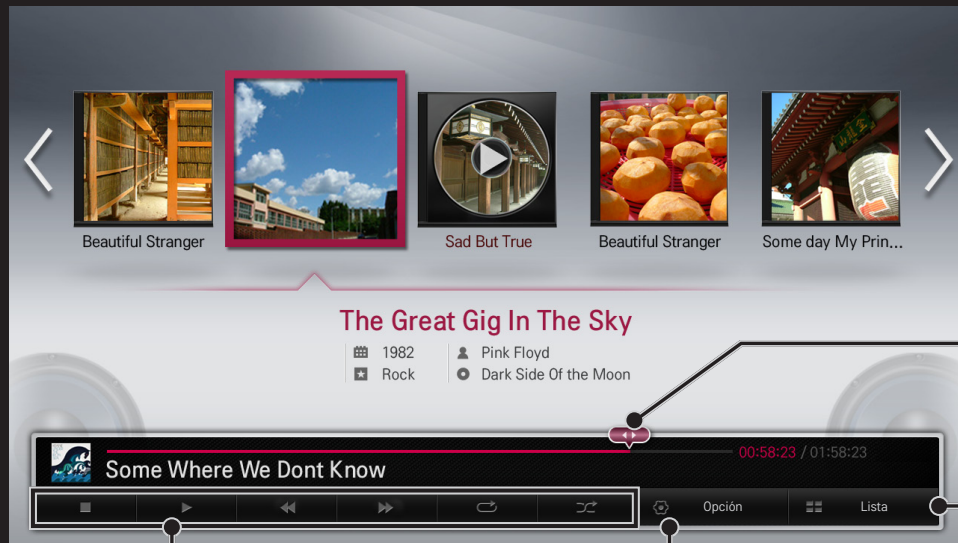 Beautiful Stranger
Sad But True
Beautiful Stranger
Some day My Prin...
The Great Gig In The Sky
1982
Pink Floyd
Rock
Dark Side Of the Moon
00:58:23 / 01:58:23
Some Where We Dont Know
Opción
Lista